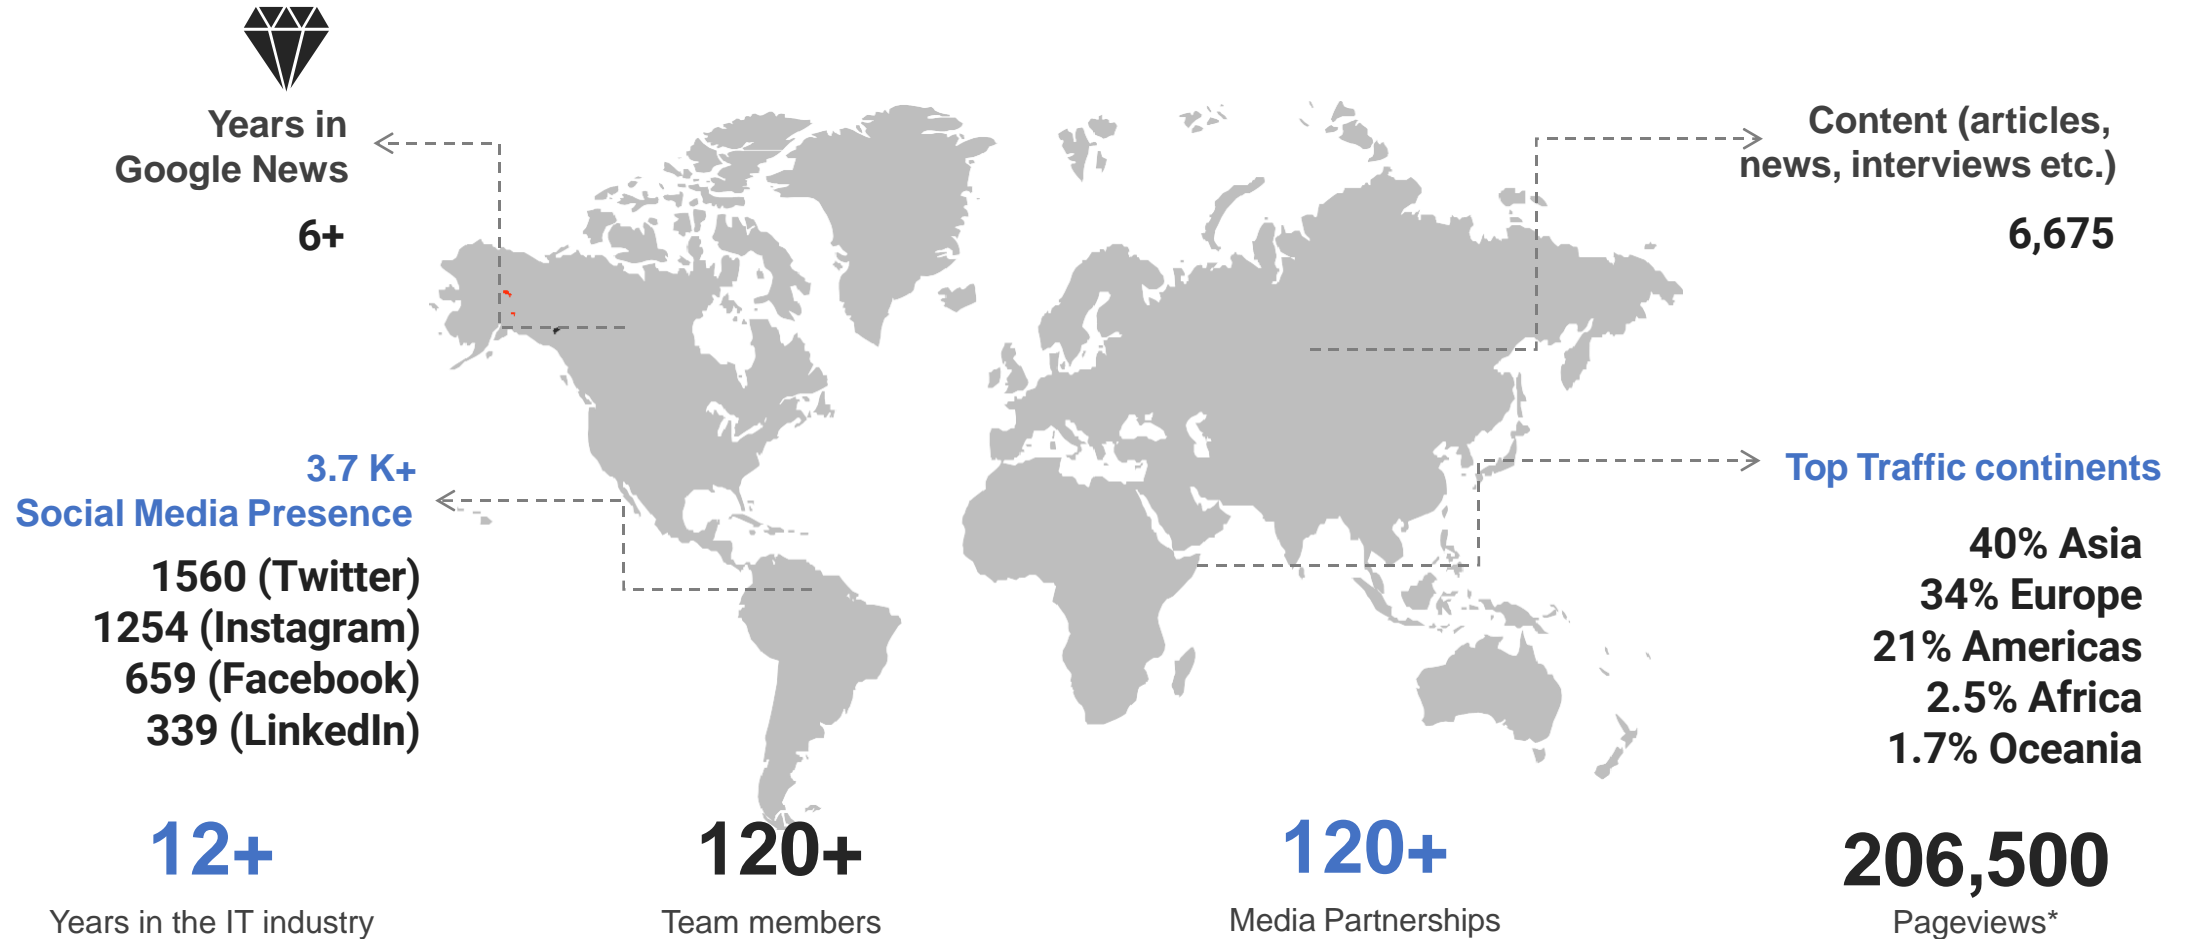 Years in
Google News
6+
Content (articles,
news, interviews etc.)
6,675
3.7 K+
Social Media Presence
1560 (Twitter)
1254 (Instagram)
659 (Facebook)
339 (LinkedIn)
Top Traffic continents
40% Asia
34% Europe
21% Americas
2.5% Africa
1.7% Oceania
12+
Years in the IT industry
120+
Team members
120+
Media Partnerships
206,500
Pageviews*